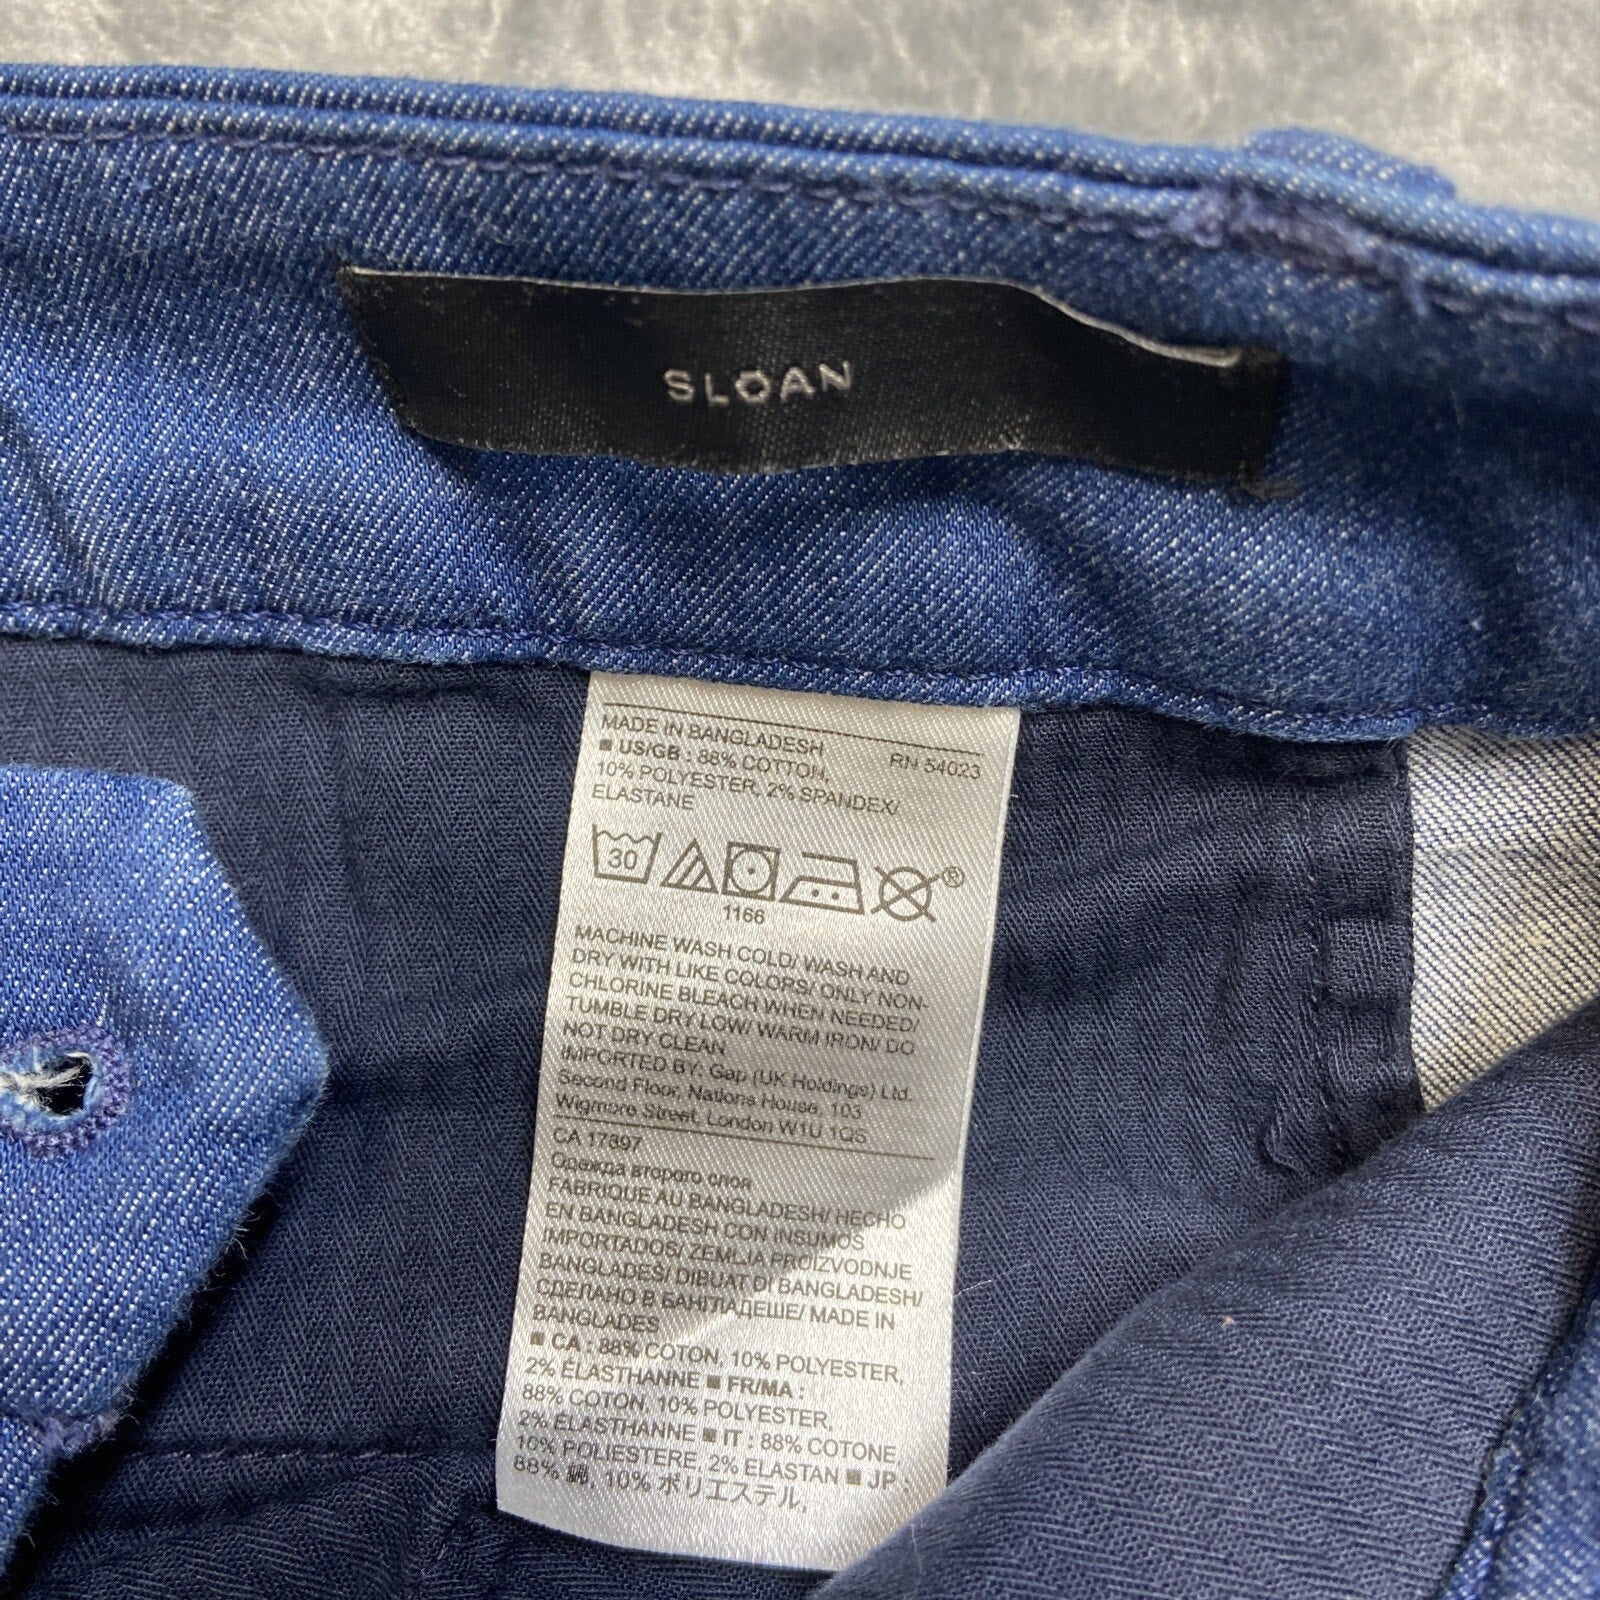 SLOAN
MADE IN BANGLADESH
RN 54023
■ US/GB : 88% COTTON,
10% POLYESTER, 2% SPANDEX/
ELASTANE
30
®
1166
MACHINE WASH COLD/ WASH AND
DRY WITH LIKE COLORS/ ONLY NON-
CHLORINE BLEACH WHEN NEEDED/
TUMBLE DRY LOW/ WARM IRON/ DO
NOT DRY CLEAN
IMPORTED BY: Gap (UK Holdings) Ltd.
Second Floor, Nations House, 103
Wigmore Street, London W1U 1QS
CA 17897
Одежда второго слоя
FABRIQUE AU BANGLADESH/ HECHO
EN BANGLADESH CON INSUMOS
IMPORTADOS/ ZEMLJA PROIZVODNJE
BANGLADEŠ/ DIBUAT DI BANGLADESH/
СДЕЛАНО В БАНГЛАДЕШЕ/ MADE IN
BANGLADES
■ CA : 88% COTON, 10% POLYESTER,
2% ÉLASTHANNE ■ FR/MA :
88% COTON, 10% POLYESTER,
2% ÉLASTHANNE ■ IT : 88% COTONE,
10% POLIESTERE, 2% ELASTAN ■ JP :
88% 綿, 10% ポリエステル,